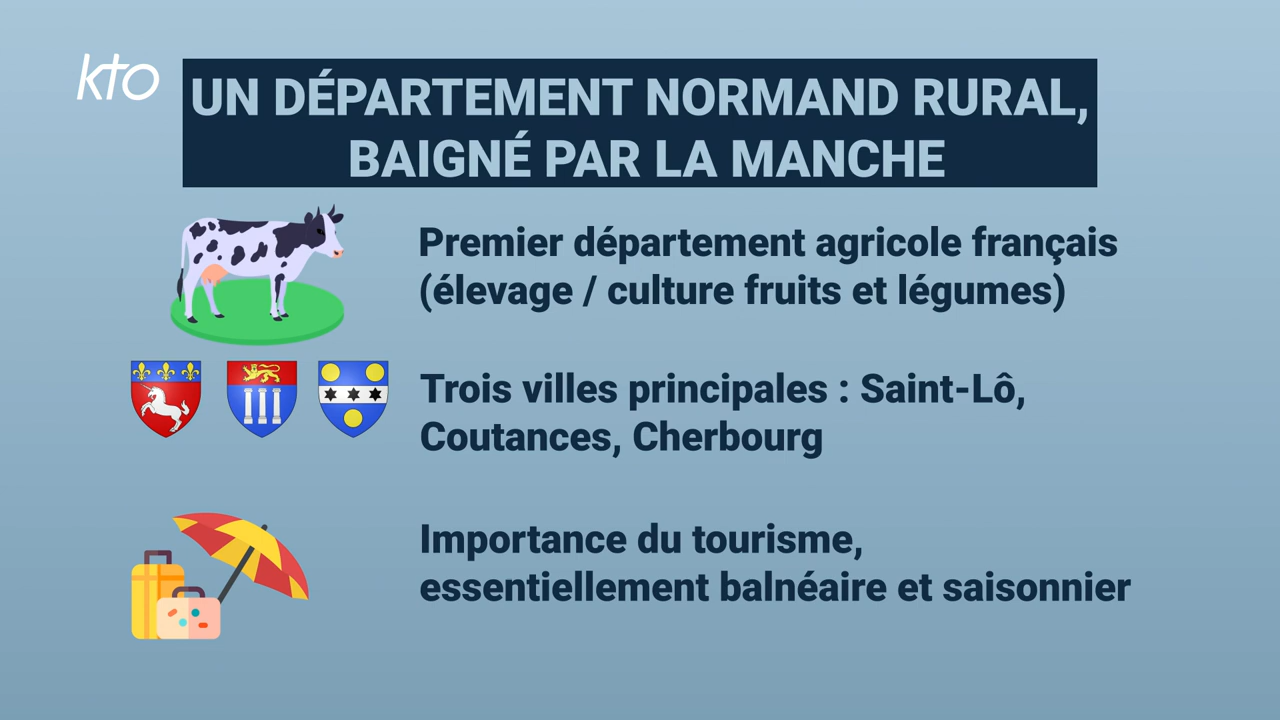 kto
UN DÉPARTEMENT NORMAND RURAL,
BAIGNÉ PAR LA MANCHE
Premier département agricole français
(élevage / culture fruits et légumes)
Trois villes principales : Saint-Lô,
Coutances, Cherbourg
Importance du tourisme,
essentiellement balnéaire et saisonnier